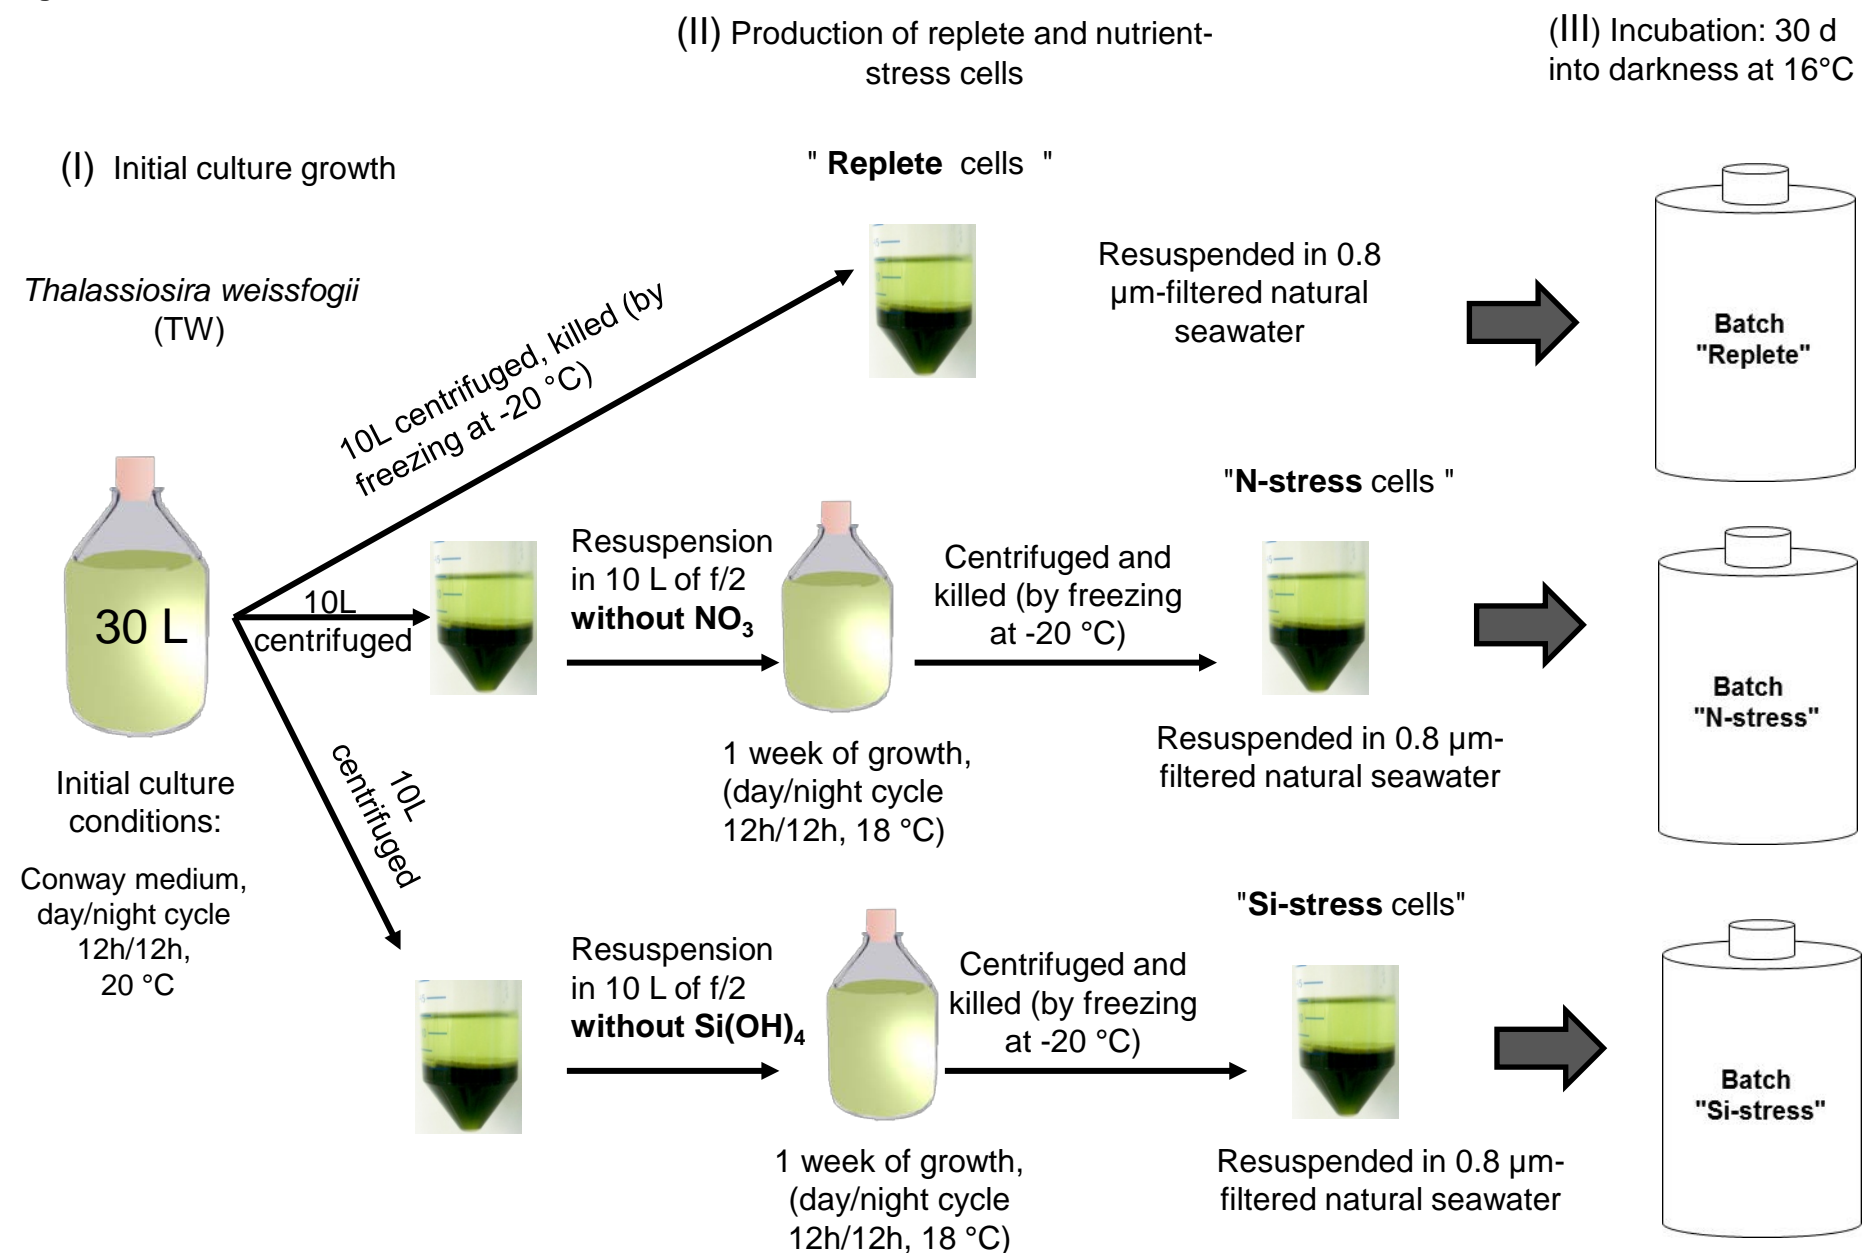 (II) Production of replete and nutrient-
stress cells
(III) Incubation: 30 d
into darkness at 16°C
(I) Initial culture growth
" Replete cells "
Thalassiosira weissfogii
(TW)
10L centrifuged, killed (by
freezing at -20 °C)
Resuspended in 0.8
µm-filtered natural
seawater
Batch
"Replete"
30 L
Initial culture
conditions:
Conway medium,
day/night cycle
12h/12h,
20 °C
10L
centrifuged
Resuspension
in 10 L of f/2
without NO₃
1 week of growth,
(day/night cycle
12h/12h, 18 °C)
Centrifuged and
killed (by freezing
at -20 °C)
"N-stress cells "
Resuspended in 0.8 µm-
filtered natural seawater
Batch
"N-stress"
10L
centrifuged
Resuspension
in 10 L of f/2
without Si(OH)₄
1 week of growth,
(day/night cycle
12h/12h, 18 °C)
Centrifuged and
killed (by freezing
at -20 °C)
"Si-stress cells"
Resuspended in 0.8 µm-
filtered natural seawater
Batch
"Si-stress"